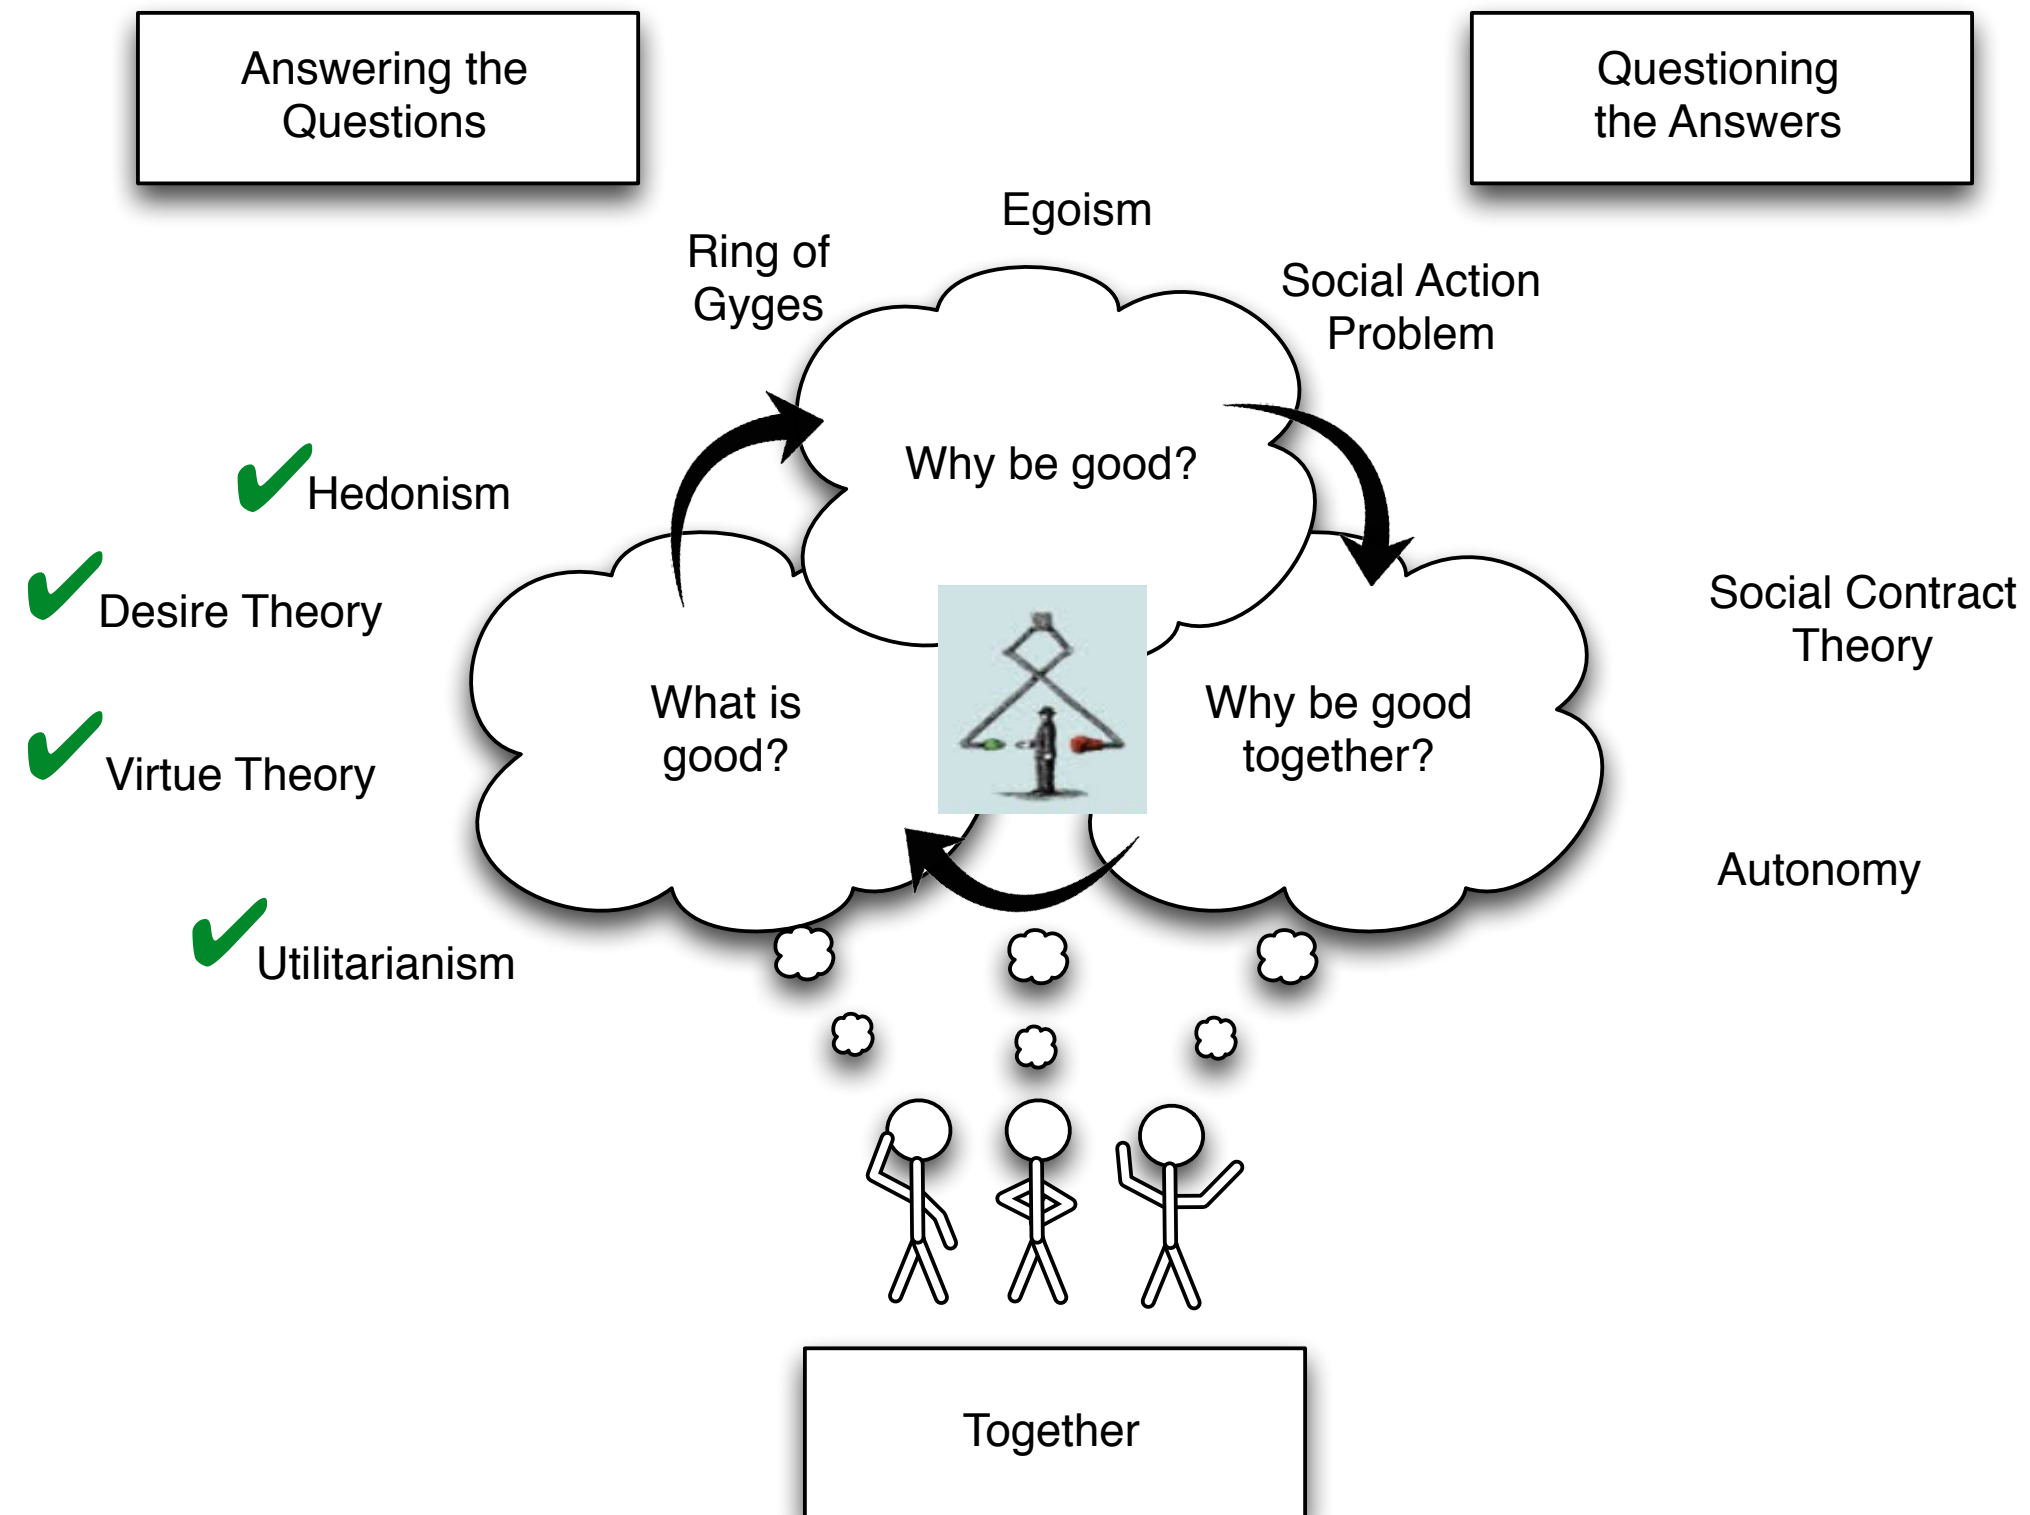 Answering the
Questions
Questioning
the Answers
Egoism
Ring of
Gyges
Social Action
Problem
Why be good?
Hedonism
Desire Theory
Virtue Theory
Utilitarianism
What is
good?
Why be good
together?
Social Contract
Theory
Autonomy
Together